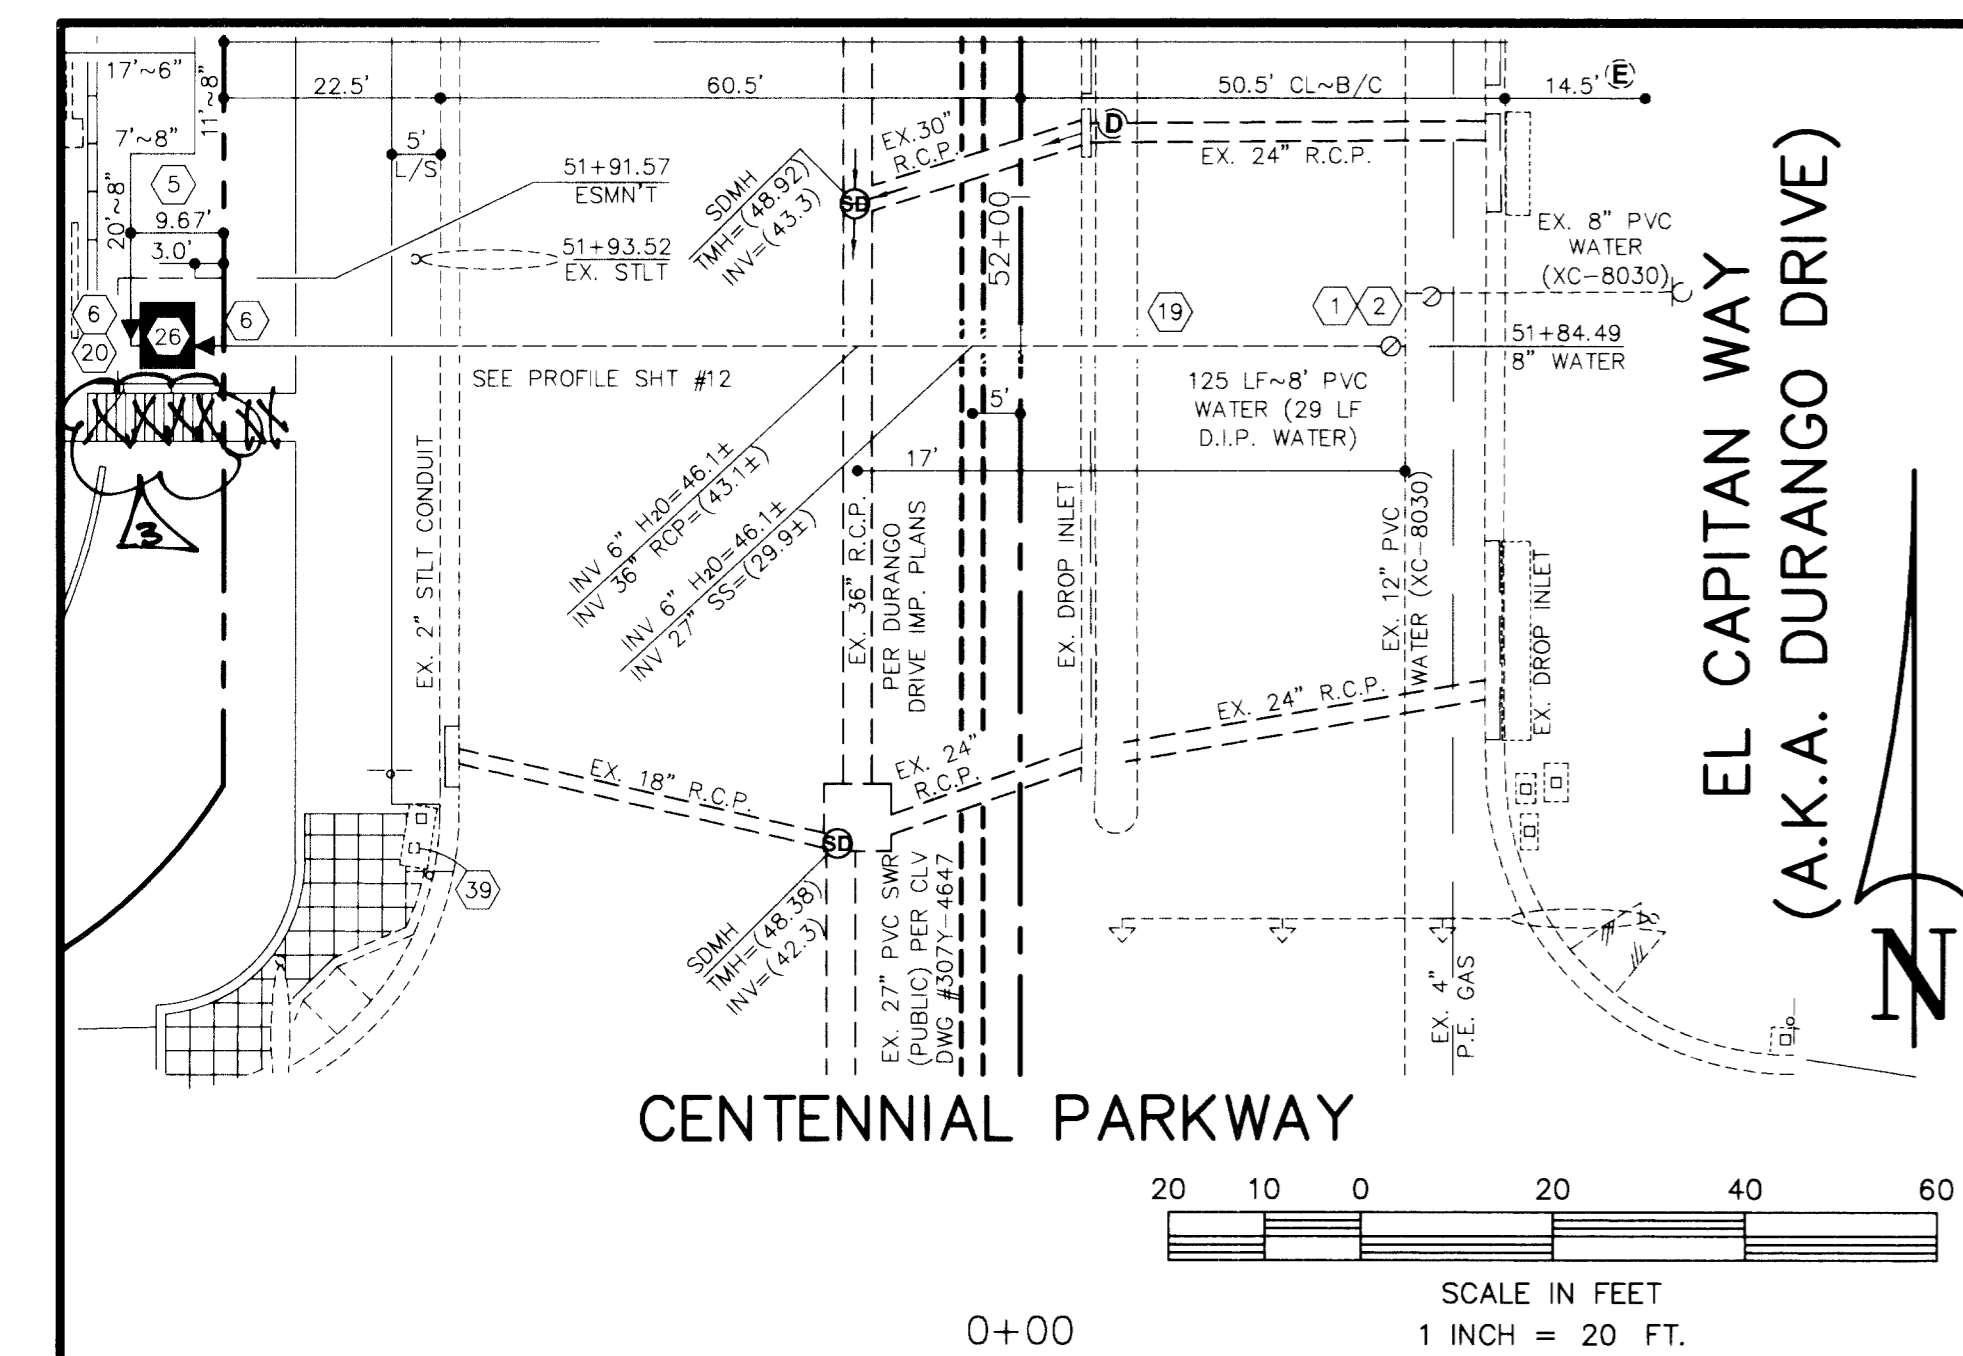 17'~6"
11'~8"
22.5'
60.5'
50.5' CL~B/C
14.5'
E
7'~8"
5
5'
L/S
20'~8"
9.67'
3.0'
51+91.57
ESMN'T
51+93.52
EX. STLT
SDMH
TMH=(48.92)
INV=(43.3)
SD
EX.30"
R.C.P.
D
EX. 24" R.C.P.
52+00
EX. 8" PVC
WATER
(XC-8030)
6
20
26
6
19
1
2
51+84.49
8" WATER
SEE PROFILE SHT #12
125 LF~8' PVC
WATER (29 LF
D.I.P. WATER)
5'
17'
3
EX. 2" STLT CONDUIT
INV 6" H2O=46.1±
INV 36" RCP=(43.1±)
INV 6" H2O=46.1±
INV 27" SS=(29.9±)
EX. 36" R.C.P.
PER DURANGO
DRIVE IMP. PLANS
EX. DROP INLET
EX. 12" PVC
WATER (XC-8030)
EX. DROP INLET
EL CAPITAN WAY
(A.K.A. DURANGO DRIVE)
EX. 18" R.C.P.
EX. 24"
R.C.P.
EX. 24" R.C.P.
SD
39
SDMH
TMH=(48.38)
INV=(42.3)
EX. 27" PVC SWR
(PUBLIC) PER CLV
DWG #307Y-4647
EX. 4"
P.E. GAS
N
CENTENNIAL PARKWAY
20 10 0 20 40 60
SCALE IN FEET
1 INCH = 20 FT.
0+00